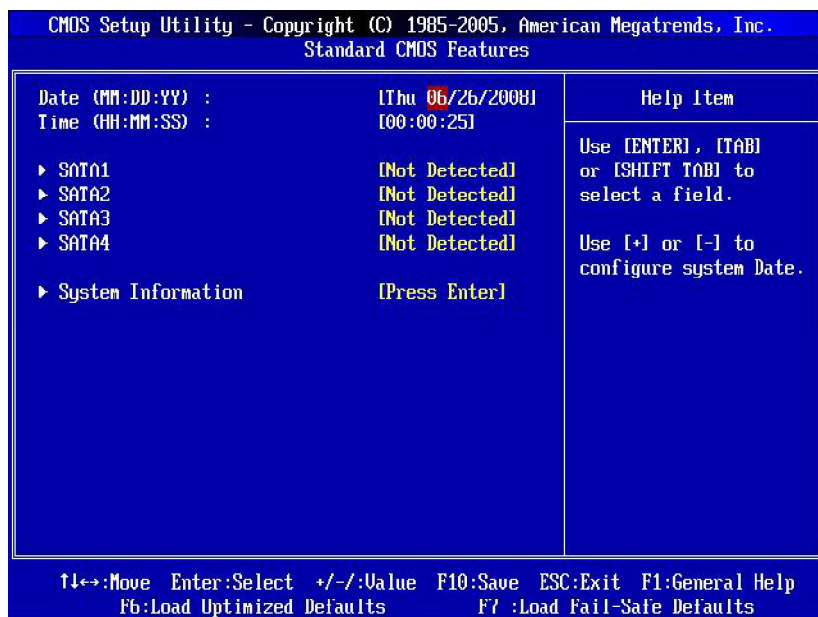 CMOS Setup Utility - Copyright (C) 1985-2005, American Megatrends, Inc.
Standard CMOS Features
Date (MM:DD:YY) : [Thu 06/26/2008]
Time (HH:MM:SS) : [00:00:25]
SATA1 [Not Detected]
SATA2 [Not Detected]
SATA3 [Not Detected]
SATA4 [Not Detected]
System Information [Press Enter]
Help Item
Use [ENTER], [TAB]
or [SHIFT TAB] to
select a field.
Use [+] or [-] to
configure system Date.
↑↓←→:Move Enter:Select +/-/:Value F10:Save ESC:Exit F1:General Help
F6:Load Optimized Defaults F7 :Load Fail-Safe Defaults